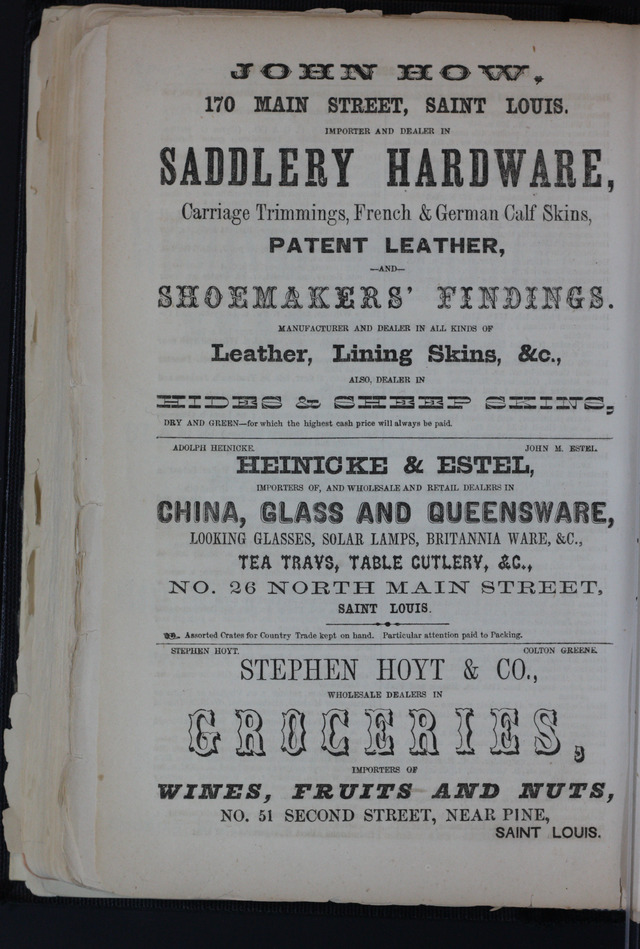 JOHN HOW,
170 MAIN STREET, SAINT LOUIS.
IMPORTER AND DEALER IN
SADDLERY HARDWARE,
Carriage Trimmings, French & German Calf Skins,
PATENT LEATHER,
—AND—
SHOEMAKERS' FINDINGS.
MANUFACTURER AND DEALER IN ALL KINDS OF
Leather, Lining Skins, &c.,
ALSO, DEALER IN
HIDES & SHEEP SKINS,
DRY AND GREEN—for which the highest cash price will always be paid.
ADOLPH HEINICKE. JOHN M. ESTEL.
HEINICKE & ESTEL,
IMPORTERS OF, AND WHOLESALE AND RETAIL DEALERS IN
CHINA, GLASS AND QUEENSWARE,
LOOKING GLASSES, SOLAR LAMPS, BRITANNIA WARE, &C.,
TEA TRAYS, TABLE CUTLERY, &C.,
NO. 26 NORTH MAIN STREET,
SAINT LOUIS.
Assorted Crates for Country Trade kept on hand. Particular attention paid to Packing.
STEPHEN HOYT. COLTON GREENE.
STEPHEN HOYT & CO.,
WHOLESALE DEALERS IN
GROCERIES,
IMPORTERS OF
WINES, FRUITS AND NUTS,
NO. 51 SECOND STREET, NEAR PINE,
SAINT LOUIS.